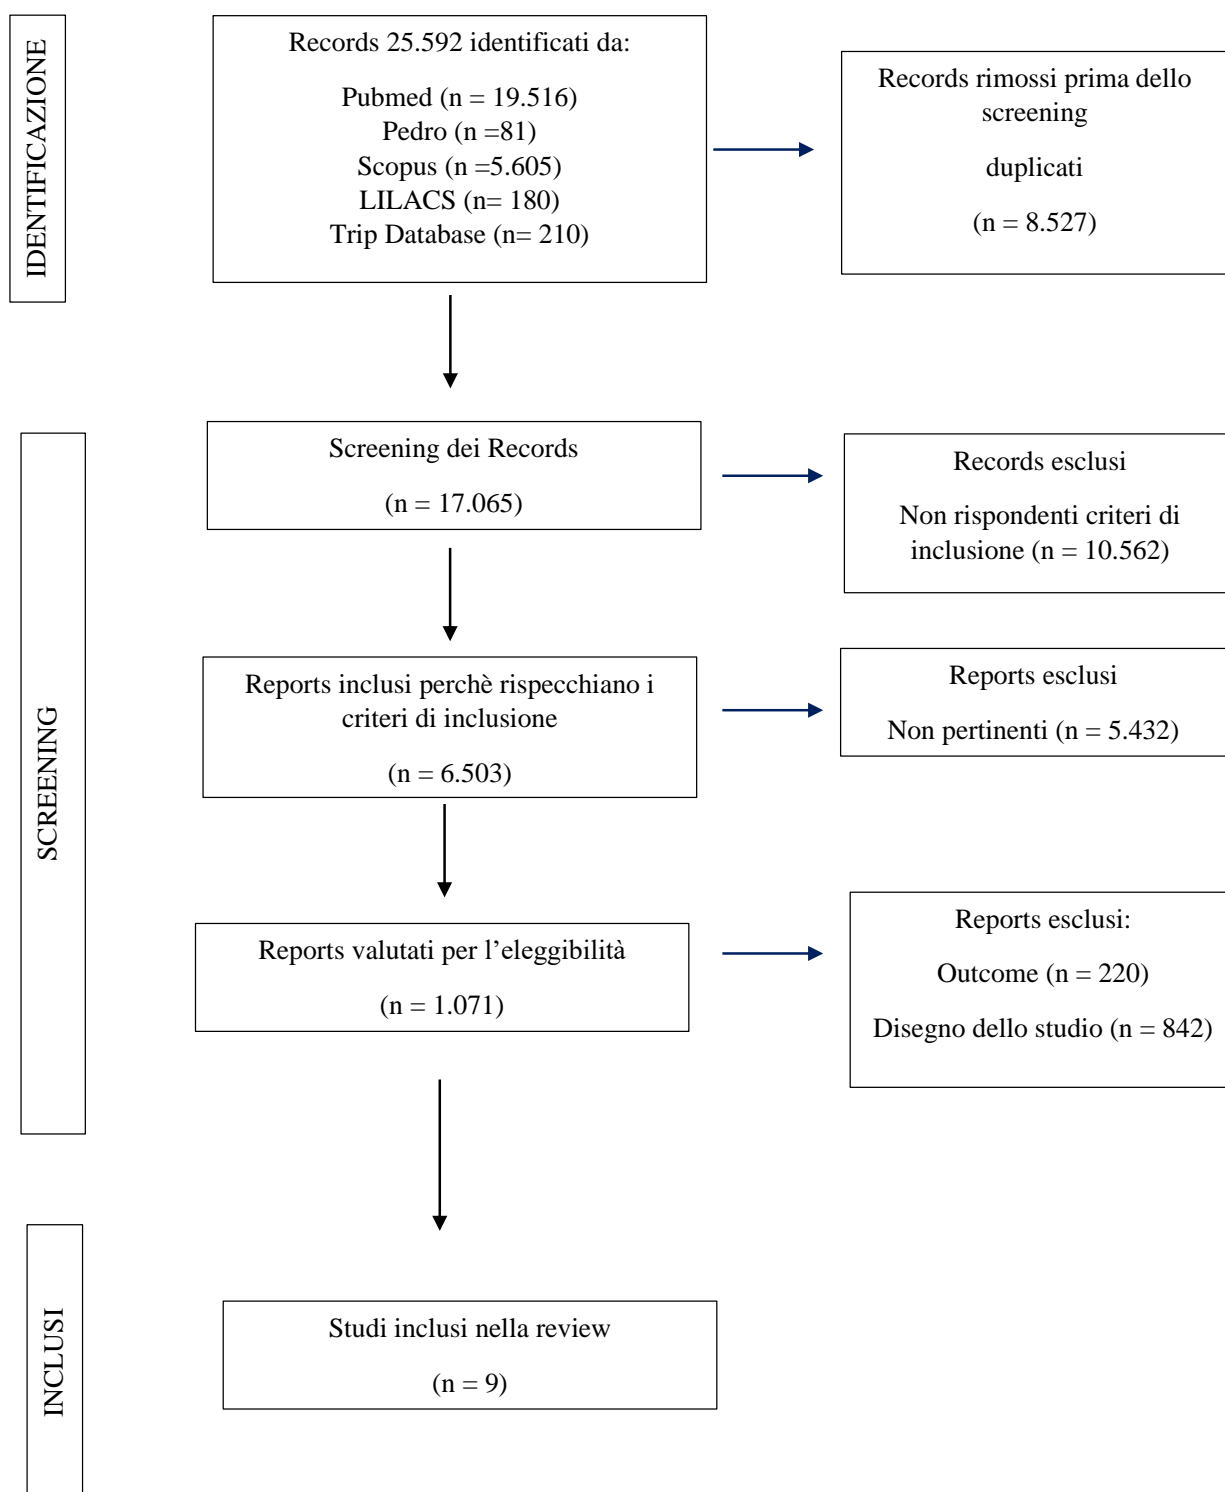 IDENTIFICAZIONE
Records 25.592 identificati da:
Pubmed (n = 19.516)
Pedro (n =81)
Scopus (n =5.605)
LILACS (n= 180)
Trip Database (n= 210)
Records rimossi prima dello
screening
duplicati
(n = 8.527)
SCREENING
Screening dei Records
(n = 17.065)
Records esclusi
Non rispondenti criteri di
inclusione (n = 10.562)
Reports inclusi perchè rispecchiano i
criteri di inclusione
(n = 6.503)
Reports esclusi
Non pertinenti (n = 5.432)
Reports valutati per l’eleggibilità
(n = 1.071)
Reports esclusi:
Outcome (n = 220)
Disegno dello studio (n = 842)
INCLUSI
Studi inclusi nella review
(n = 9)